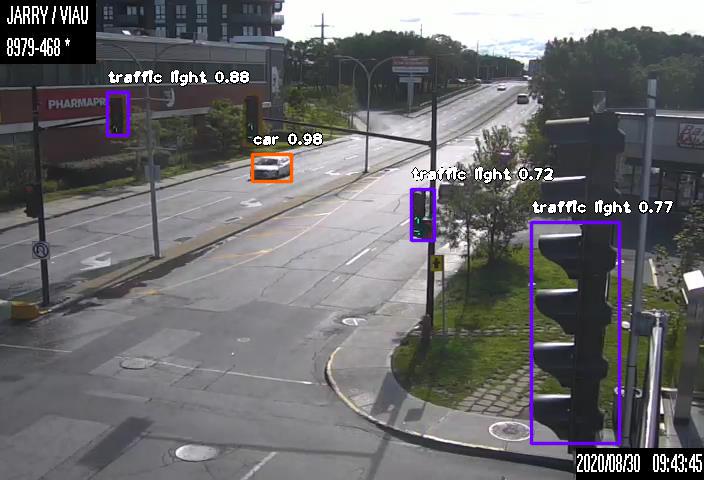 JARRY / VIAU
8979-468 *
traffic light 0.88
PHARMAPR
car 0.98
traffic light 0.72
traffic light 0.77
2020/08/30 09:43:45